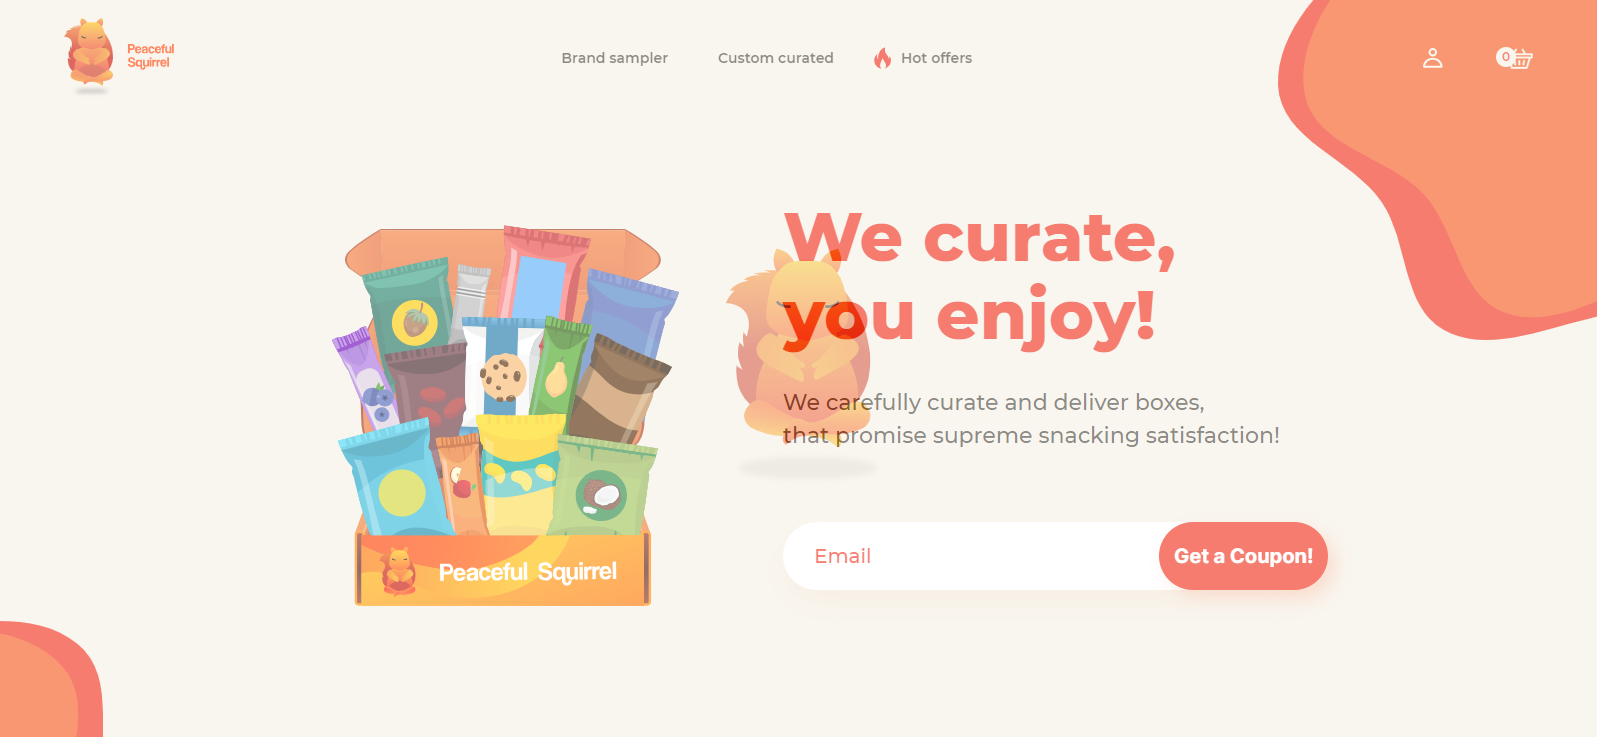 Peaceful
Squirrel
Brand sampler
Custom curated
Hot offers
0
We curate,
you enjoy!
We carefully curate and deliver boxes,
that promise supreme snacking satisfaction!
Email
Get a Coupon!
Peaceful Squirrel